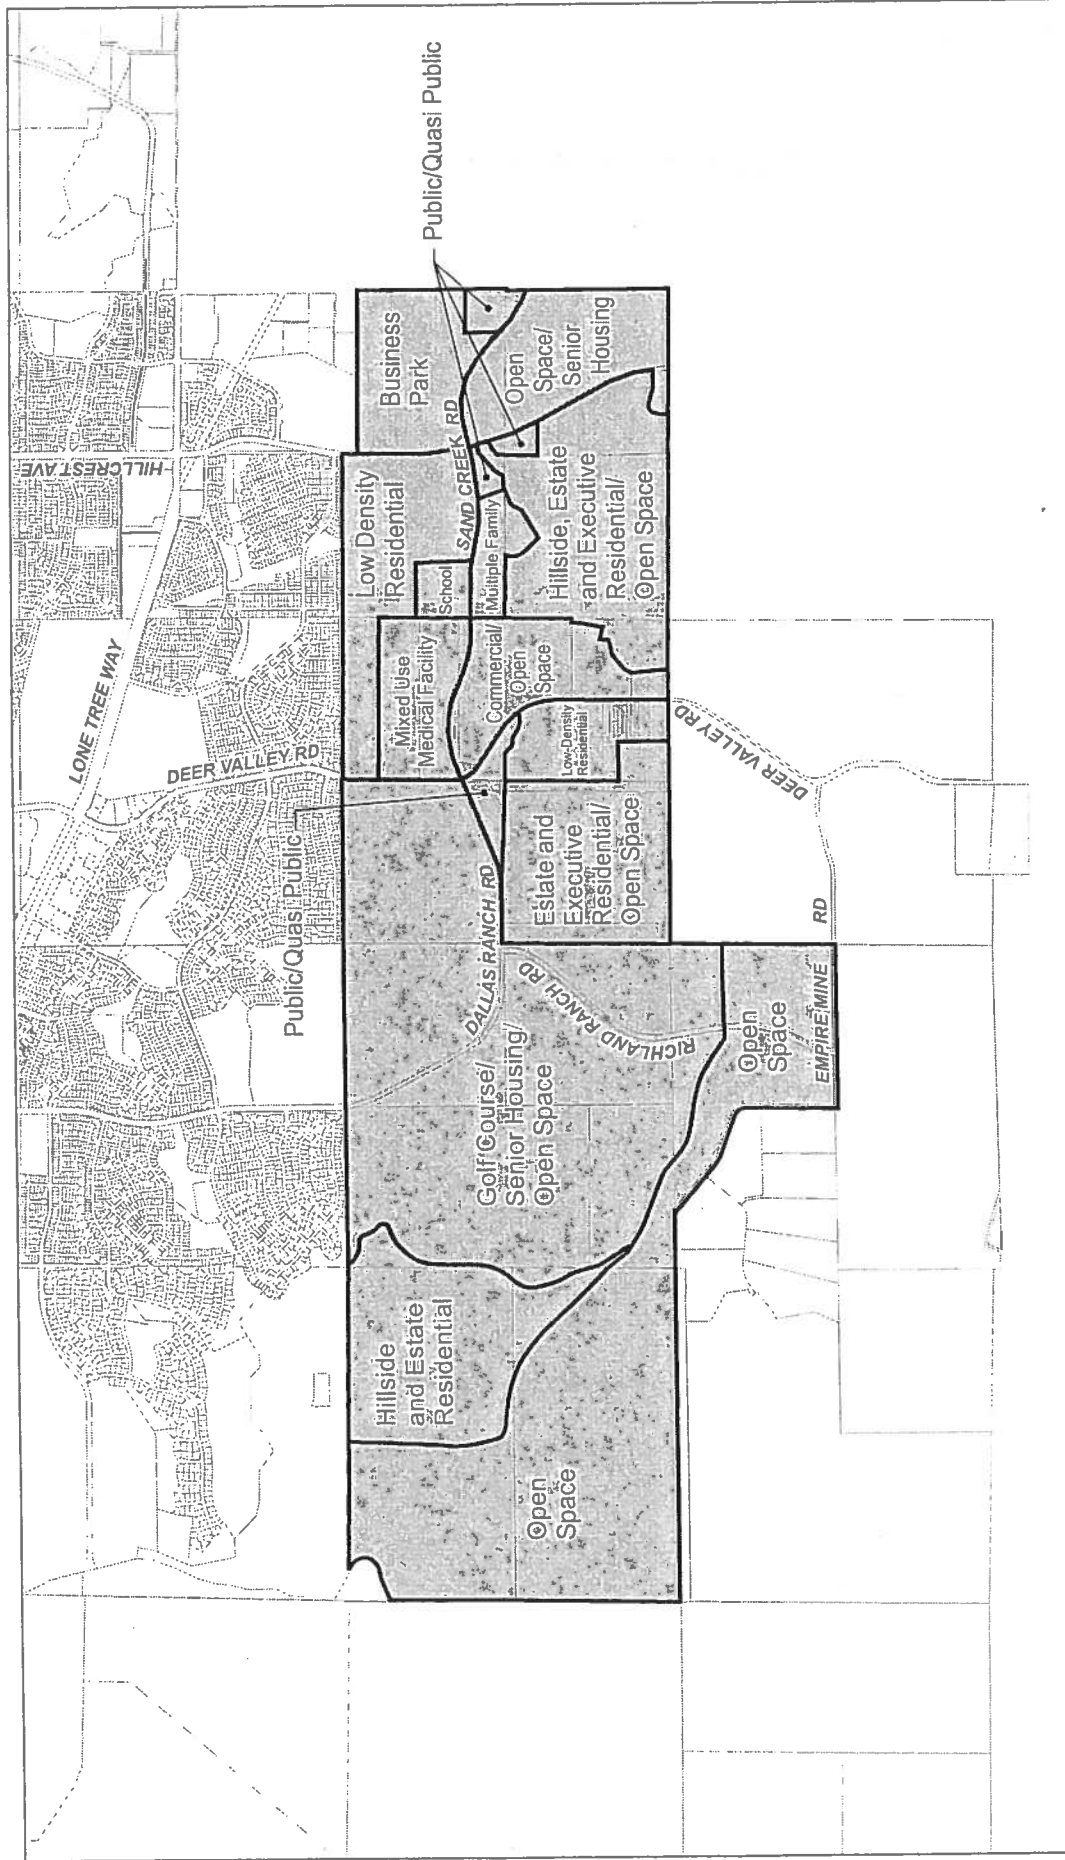 HILLCREST AVE
LONE TREE WAY
DEER VALLEY RD
Public/Quasi Public
Public/Quasi Public
Hillside
and Estate
Residential
Open
Space
Golf Course/
Senior Housing/
Open Space
DALLAS RANCH RD
RICHLAND RANCH RD
Open
Space
EMPIRE MINE
RD
Estate and
Executive
Residential/
Open Space
Low-Density
Residential
Mixed Use
Medical Facility
Commercial/
Open
Space
School
Multiple Family
Low Density
Residential
SAND CREEK RD
Business
Park
Open
Space/
Senior
Housing
Hillside, Estate
and Executive
Residential/
Open Space
DEER VALLEY RD